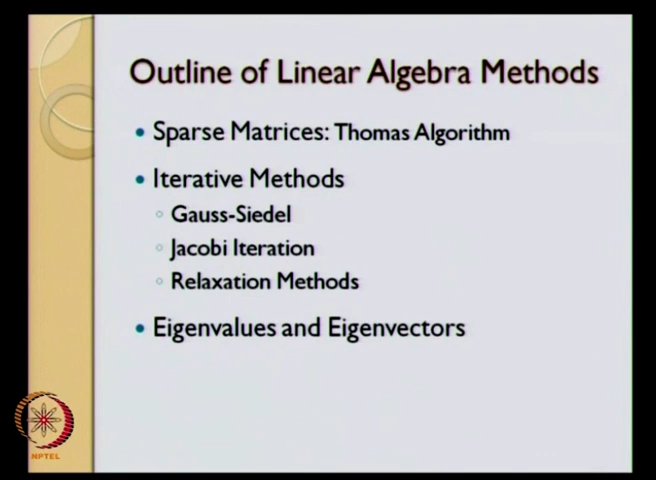 Outline of Linear Algebra Methods
Sparse Matrices: Thomas Algorithm
Iterative Methods
Gauss-Siedel
Jacobi Iteration
Relaxation Methods
Eigenvalues and Eigenvectors
NPTEL